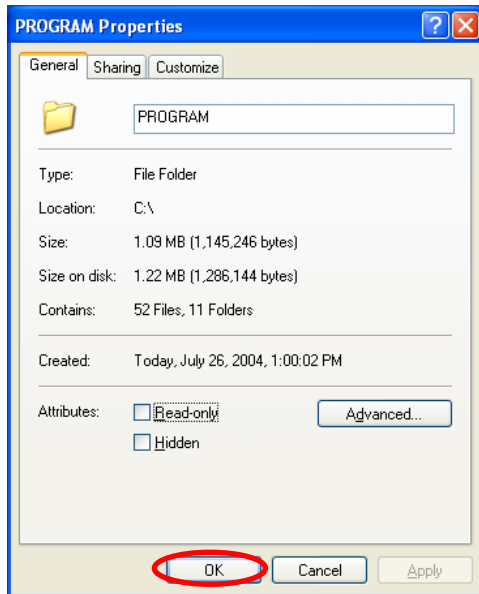 PROGRAM Properties
General Sharing Customize
PROGRAM
Type: File Folder
Location: C:\
Size: 1.09 MB (1,145,246 bytes)
Size on disk: 1.22 MB (1,286,144 bytes)
Contains: 52 Files, 11 Folders
Created: Today, July 26, 2004, 1:00:02 PM
Attributes: Read-only Advanced...
Hidden
OK Cancel Apply